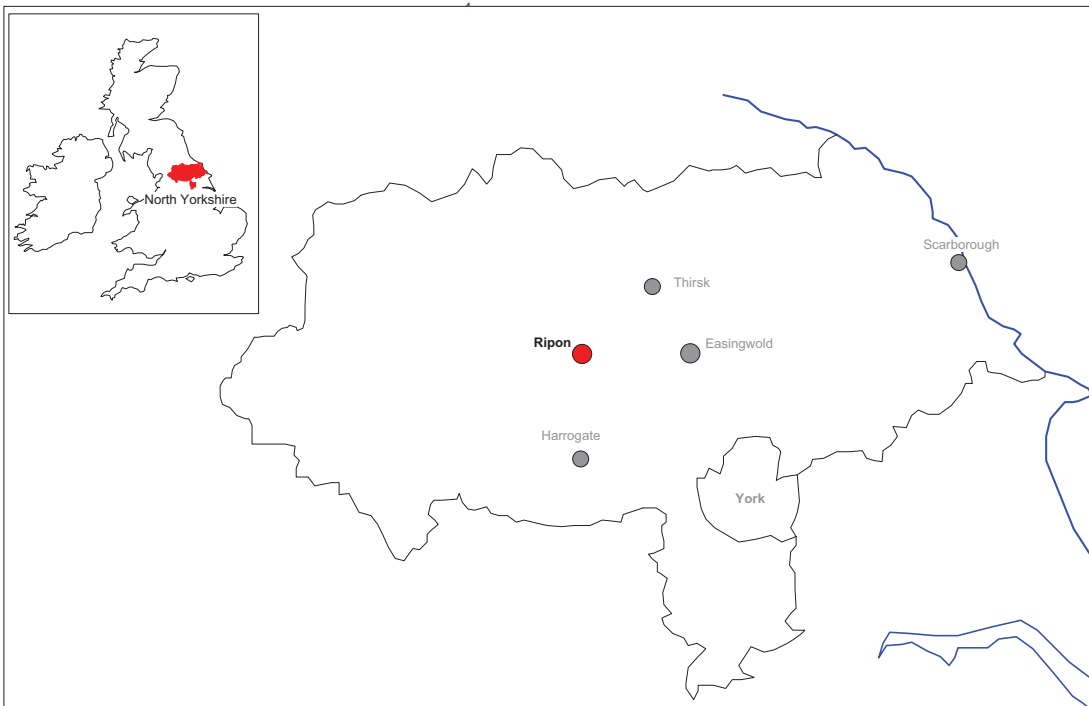 North Yorkshire
Scarborough
Thirsk
Ripon
Easingwold
Harrogate
York